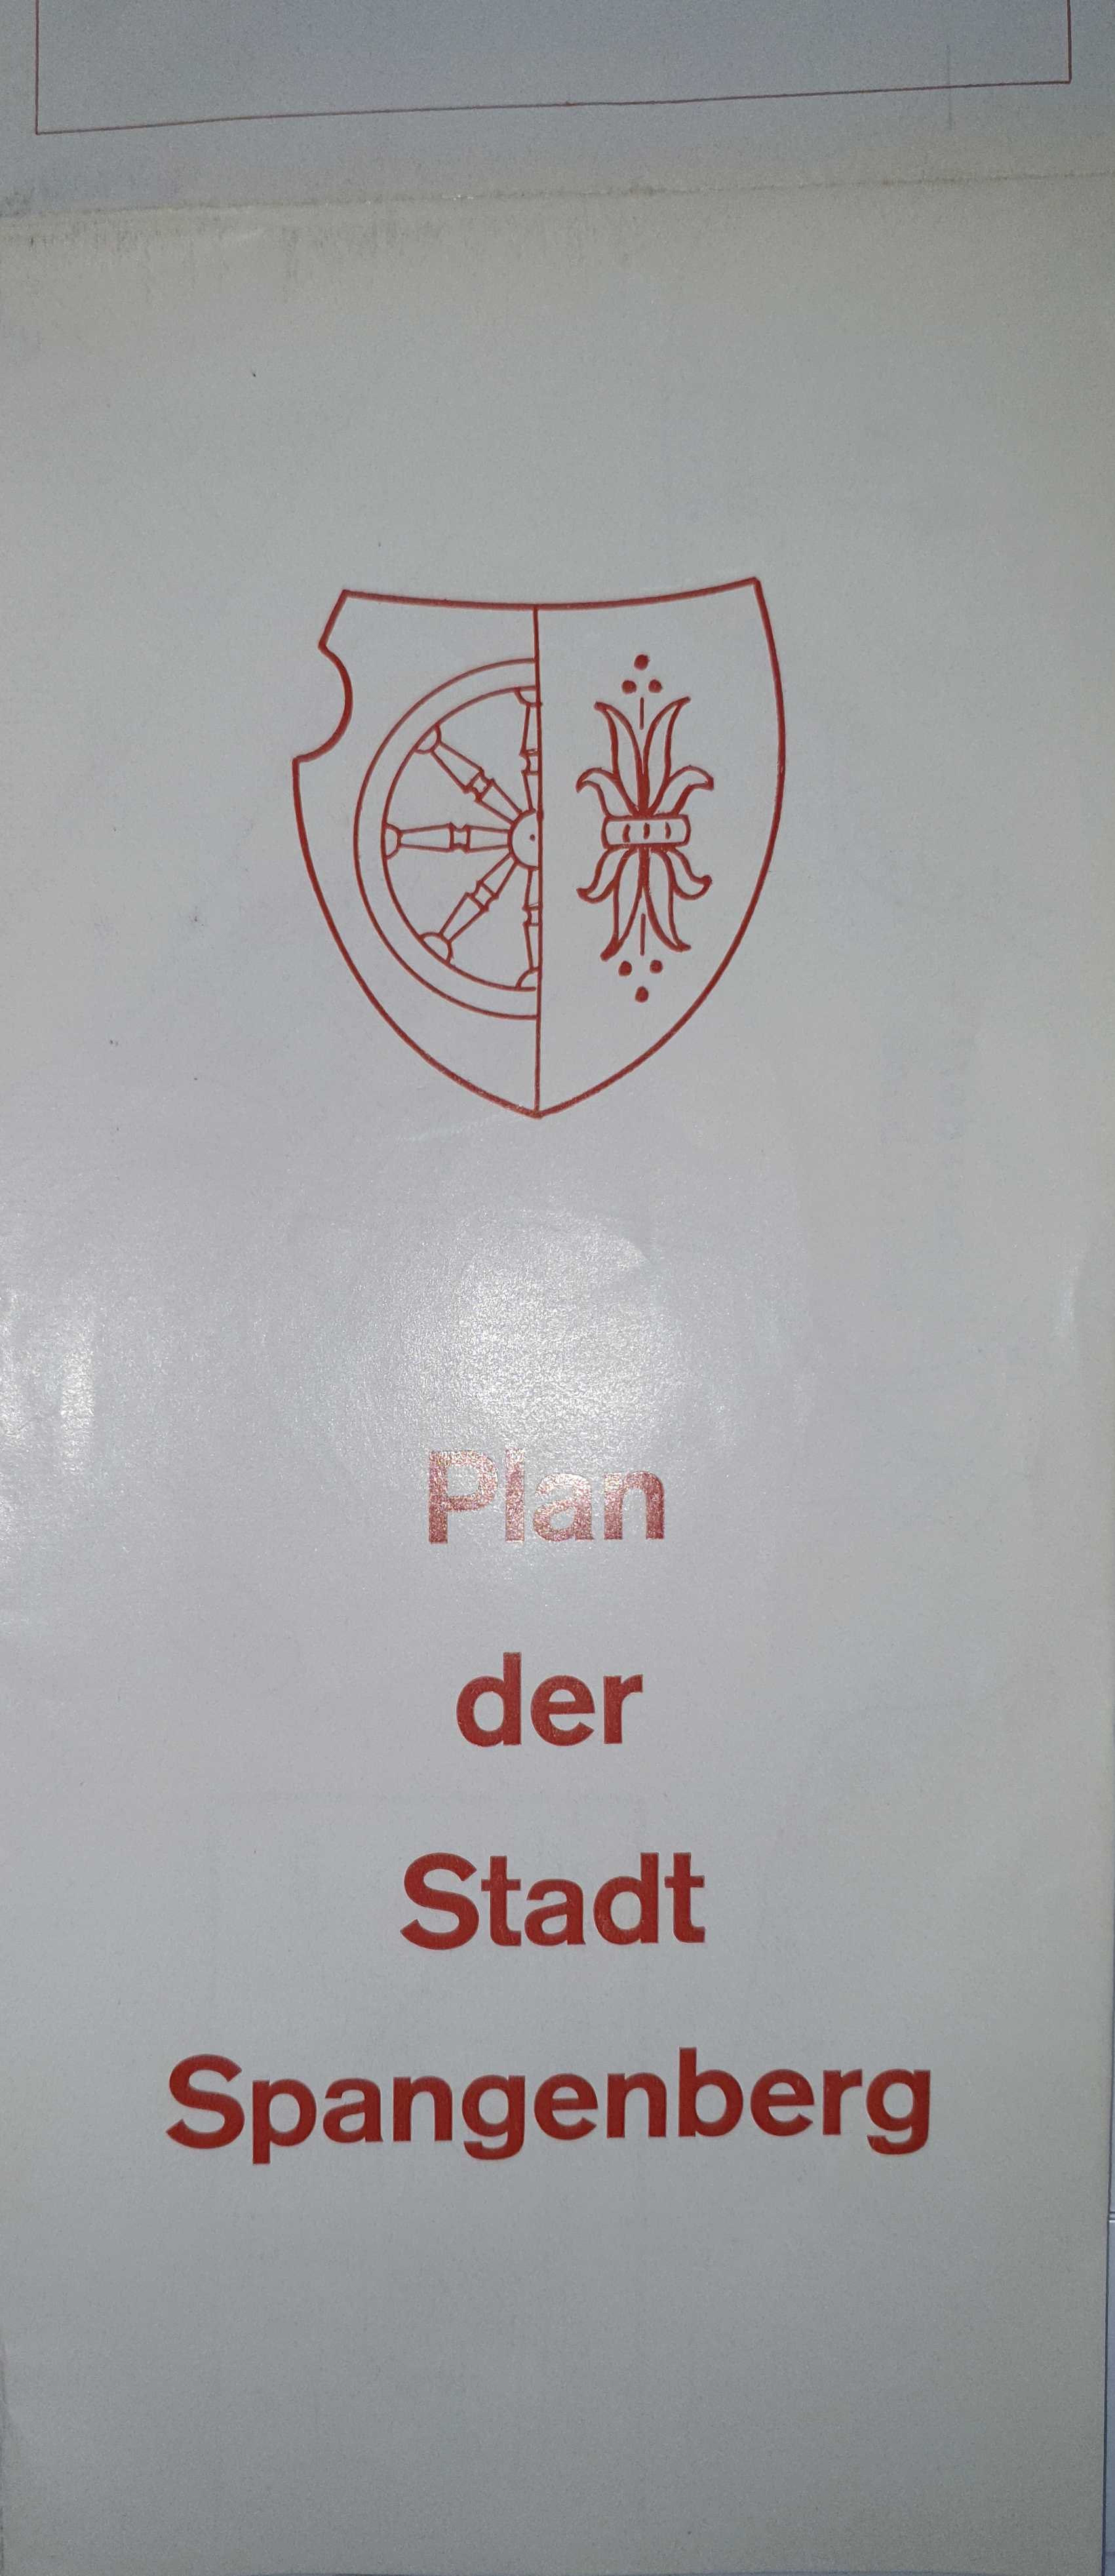 Plan
der
Stadt
Spangenberg